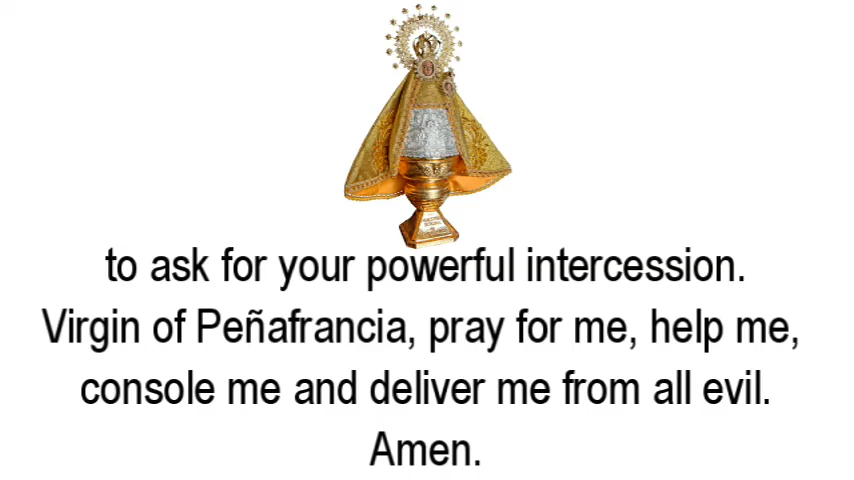 to ask for your powerful intercession.
Virgin of Peñafrancia, pray for me, help me,
console me and deliver me from all evil.
Amen.